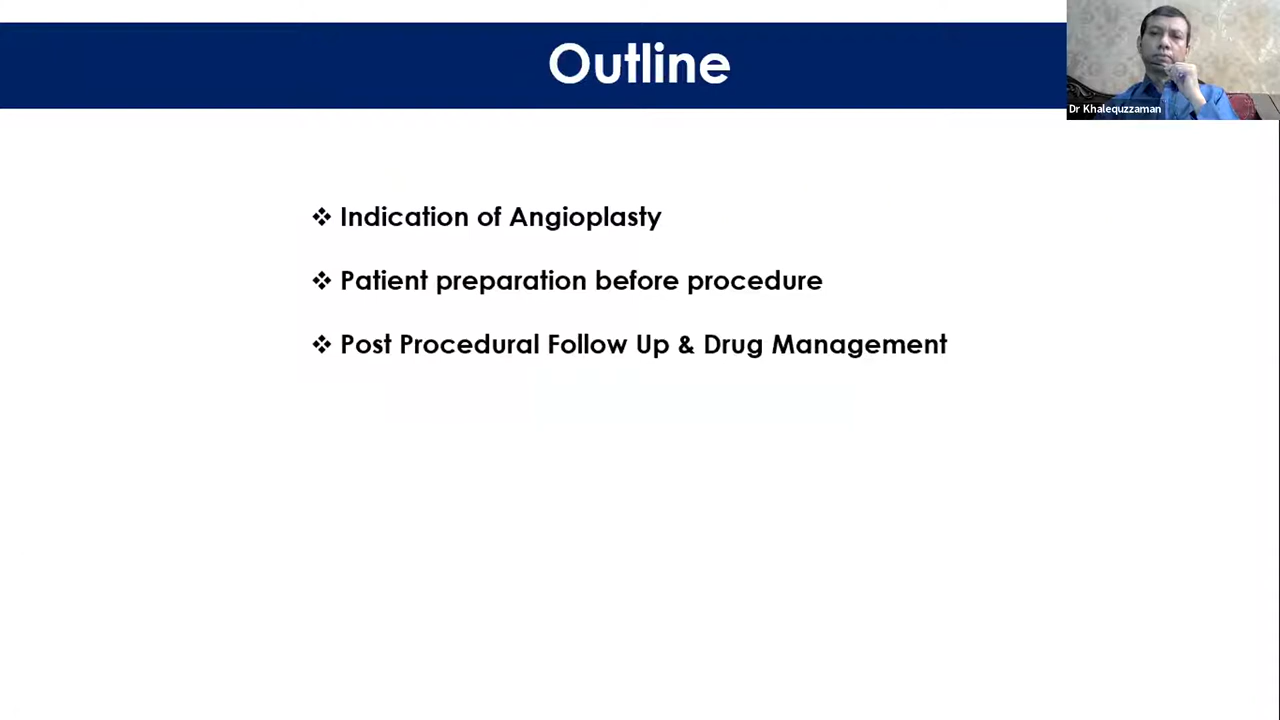 Outline
Dr Khalequzzaman
❖ Indication of Angioplasty
❖ Patient preparation before procedure
❖ Post Procedural Follow Up & Drug Management